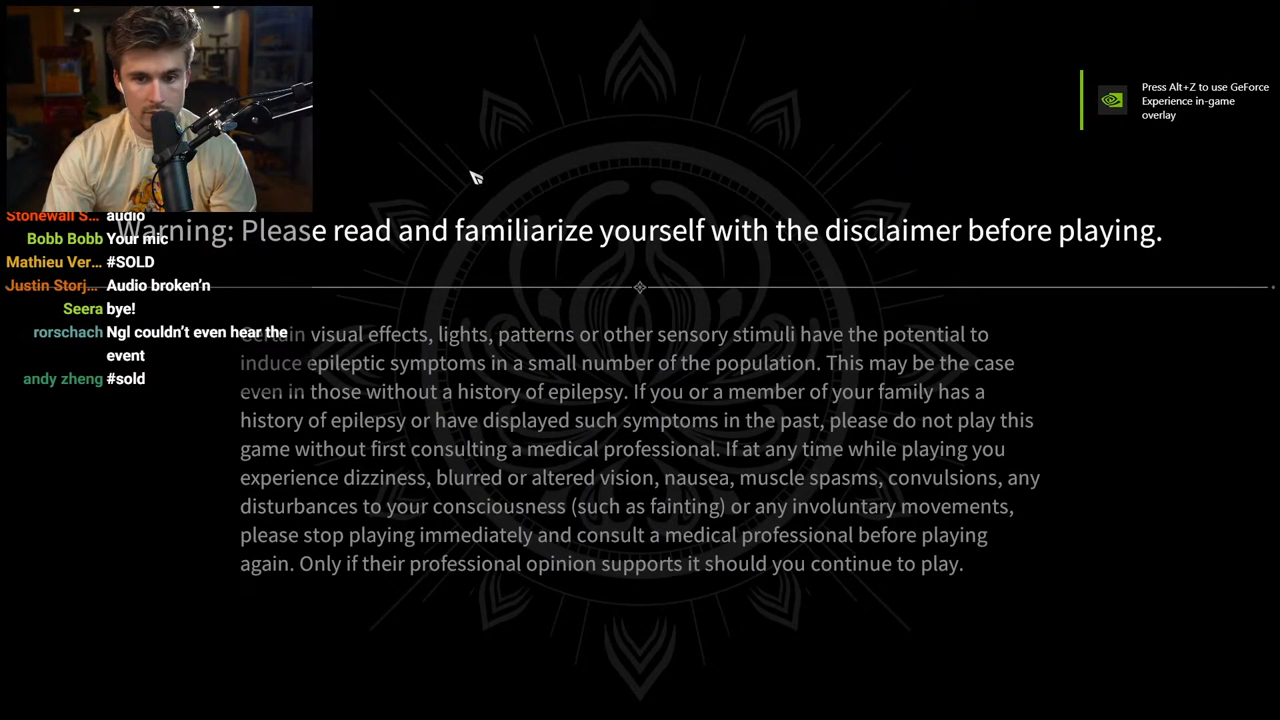 Press Alt+Z to use GeForce
Experience in-game
overlay
Stonewall S... audio
Warning: Please read and familiarize yourself with the disclaimer before playing.
Bobb Bobb Your mic
Mathieu Ver... #SOLD
Justin Storj... Audio broken'n
Seera bye!
rorschach Ngl couldn't even hear the
event
andy zheng #sold
Certain visual effects, lights, patterns or other sensory stimuli have the potential to
induce epileptic symptoms in a small number of the population. This may be the case
even in those without a history of epilepsy. If you or a member of your family has a
history of epilepsy or have displayed such symptoms in the past, please do not play this
game without first consulting a medical professional. If at any time while playing you
experience dizziness, blurred or altered vision, nausea, muscle spasms, convulsions, any
disturbances to your consciousness (such as fainting) or any involuntary movements,
please stop playing immediately and consult a medical professional before playing
again. Only if their professional opinion supports it should you continue to play.